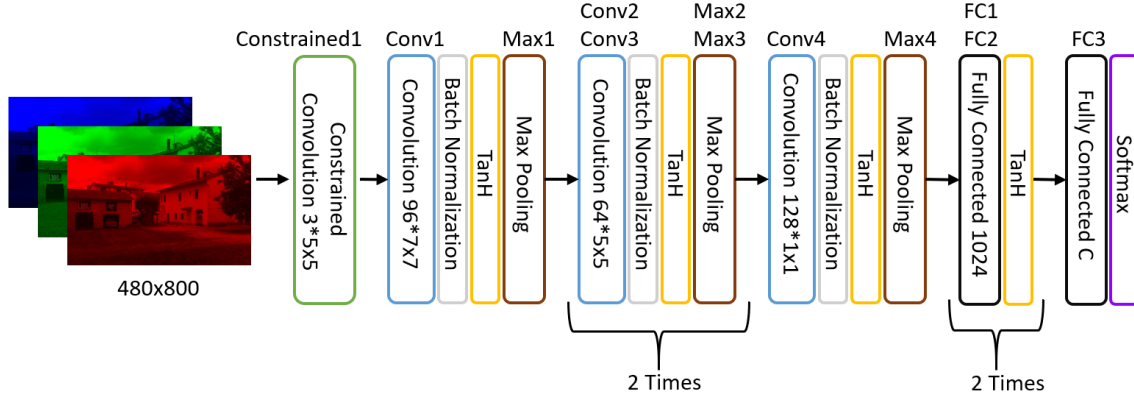 Constrained1
Conv1
Max1
Conv2
Conv3
Max2
Max3
Conv4
Max4
FC1
FC2
FC3
Constrained
Convolution 3*5x5
Convolution 96*7x7
Batch Normalization
TanH
Max Pooling
Convolution 64*5x5
Batch Normalization
TanH
Max Pooling
Convolution 128*1x1
Batch Normalization
TanH
Max Pooling
Fully Connected 1024
TanH
Fully Connected C
Softmax
480x800
2 Times
2 Times